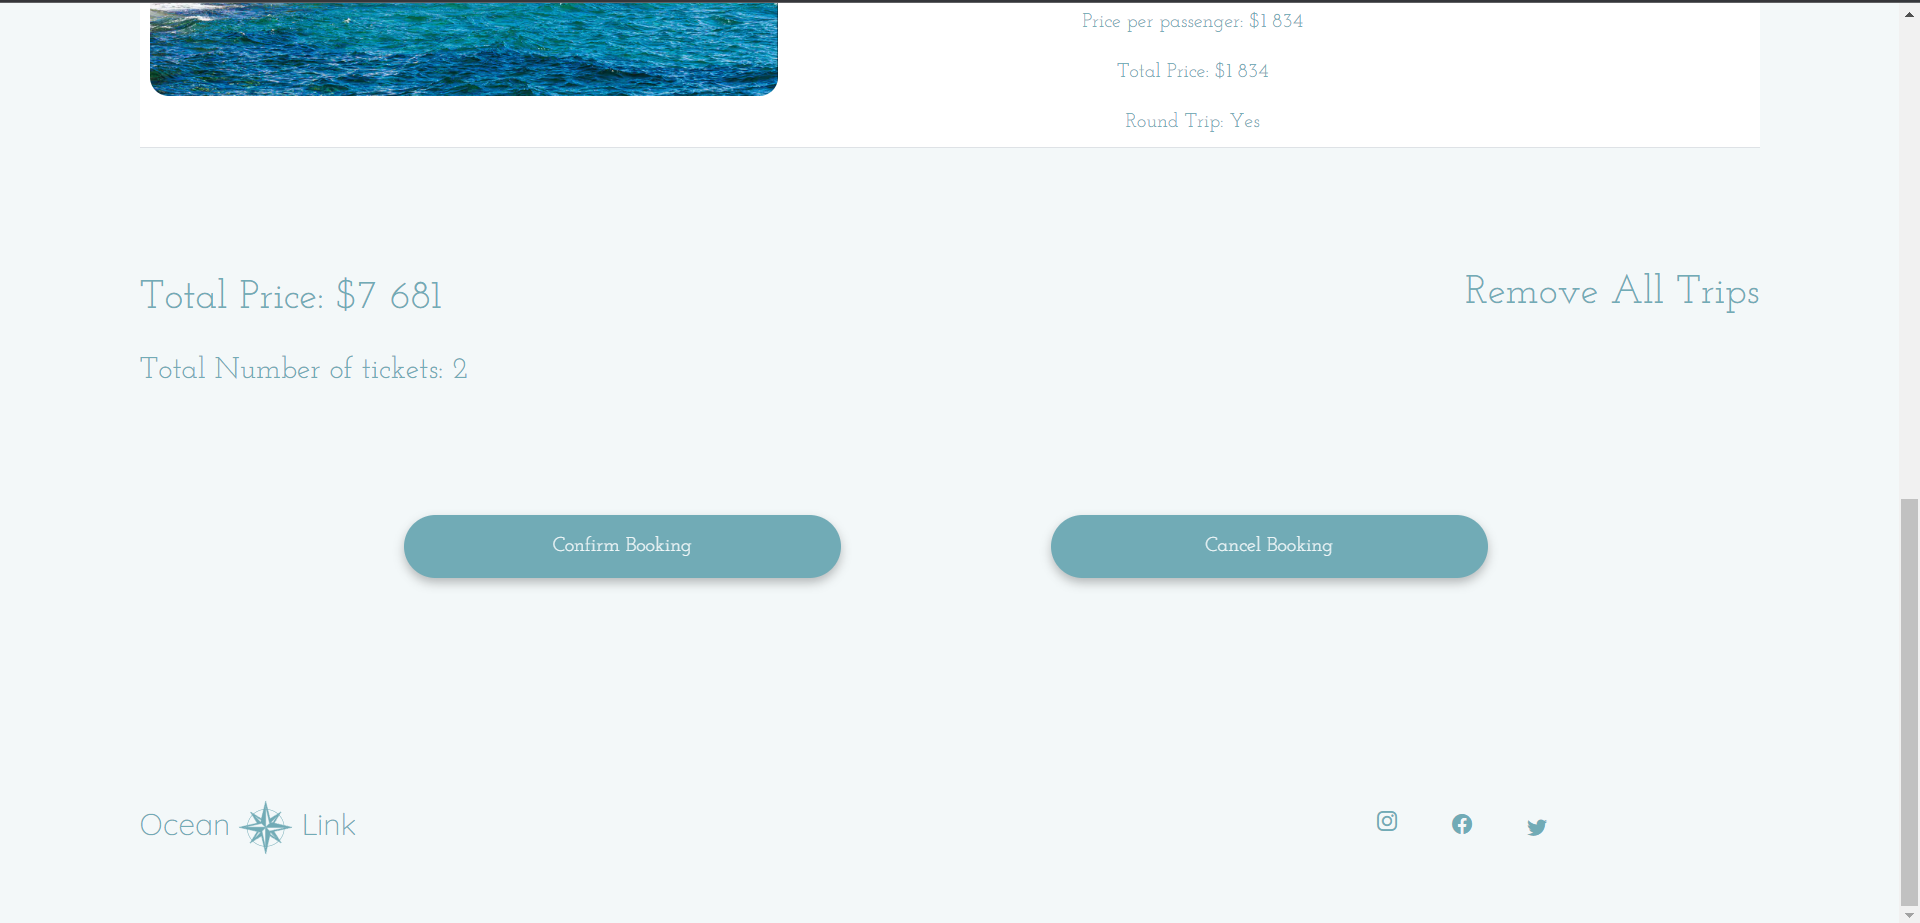 Price per passenger: $1 834
Total Price: $1 834
Round Trip: Yes
Total Price: $7 681
Remove All Trips
Total Number of tickets: 2
Confirm Booking
Cancel Booking
Ocean Link